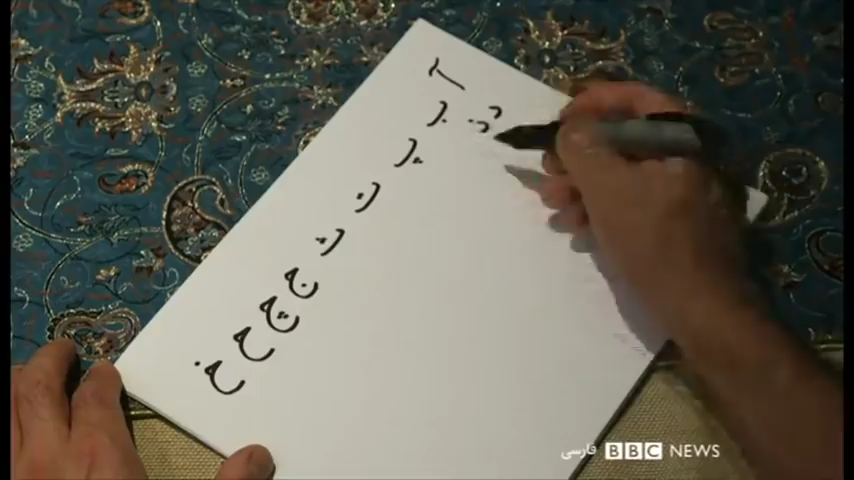 آ ب پ ت ث ج چ ح خ
د ذ
فارسی BBC NEWS